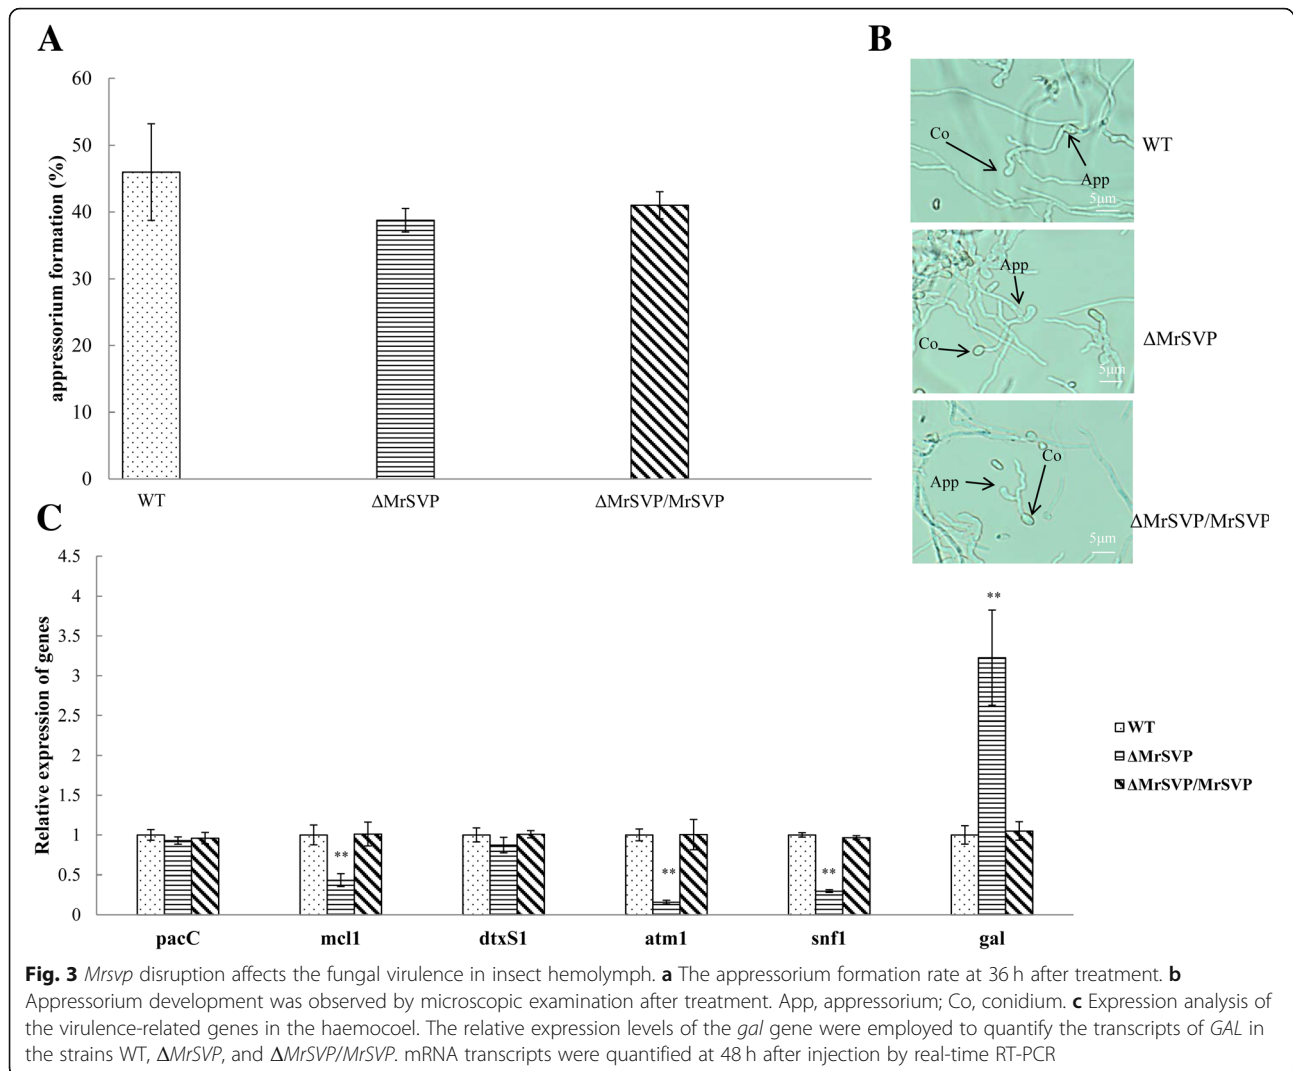 A
60
50
40
30
20
10
0
appressorium formation (%)
WT
ΔMrSVP
ΔMrSVP/MrSVP
B
Co
App
5μm
WT
App
Co
5μm
ΔMrSVP
Co
App
5μm
ΔMrSVP/MrSVP
C
4.5
4
3.5
3
2.5
2
1.5
1
0.5
0
Relative expression of genes
**
**
**
**
pacC
mcl1
dtxS1
atm1
snf1
gal
WT
ΔMrSVP
ΔMrSVP/MrSVP
Fig. 3 Mrsvp disruption affects the fungal virulence in insect hemolymph. a The appressorium formation rate at 36 h after treatment. b
Appressorium development was observed by microscopic examination after treatment. App, appressorium; Co, conidium. c Expression analysis of
the virulence-related genes in the haemocoel. The relative expression levels of the gal gene were employed to quantify the transcripts of GAL in
the strains WT, ΔMrSVP, and ΔMrSVP/MrSVP. mRNA transcripts were quantified at 48 h after injection by real-time RT-PCR